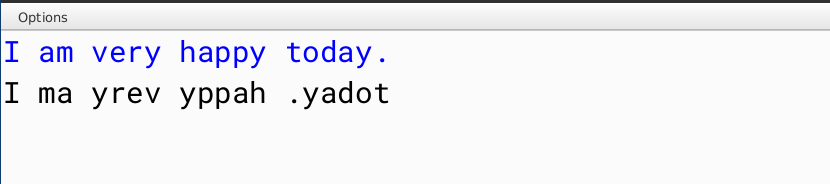 Options
I am very happy today.
I ma yrev yppah .yadot